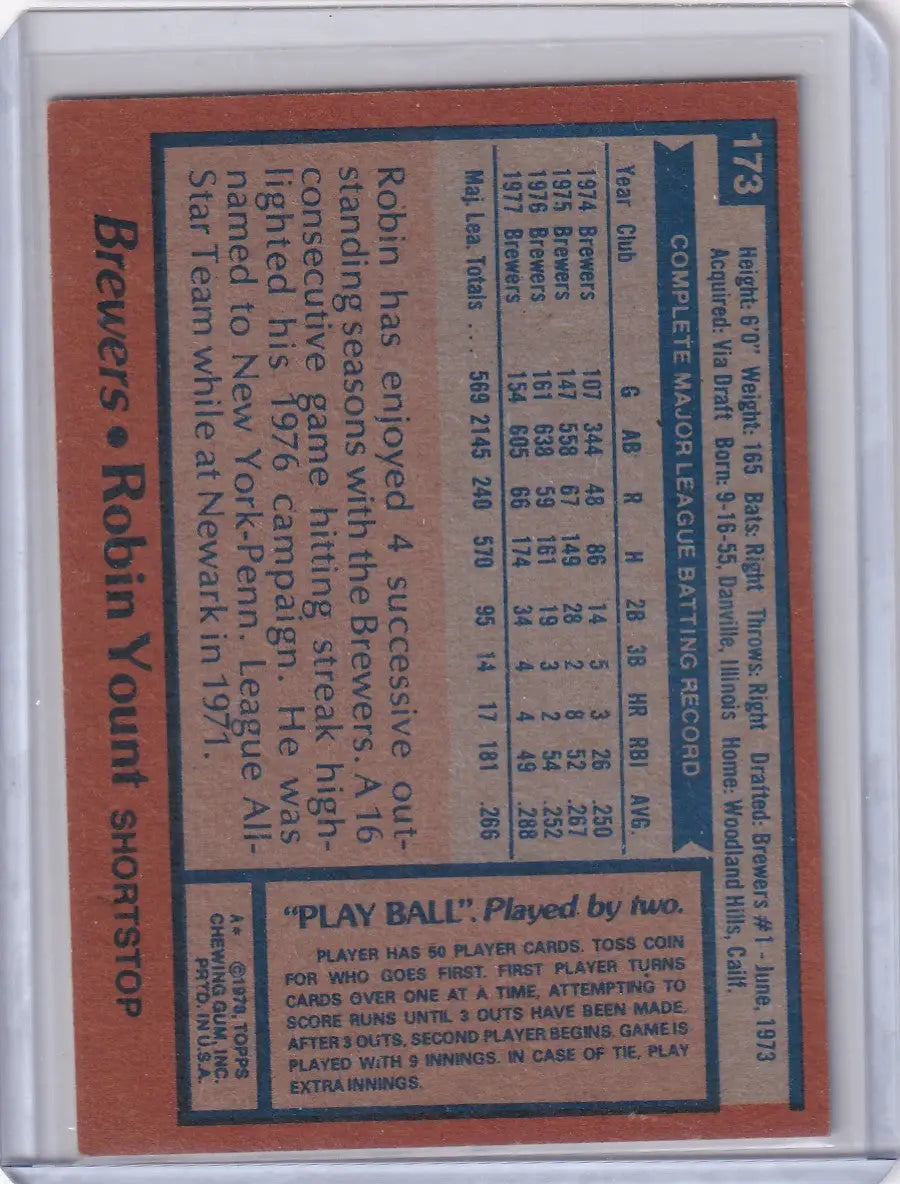 173
Height: 6'0" Weight: 165 Bats: Right Throws: Right Drafted: Brewers #1 - June, 1973
Acquired: Via Draft Born: 9-16-55, Danville, Illinois Home: Woodland Hills, Calif.
COMPLETE MAJOR LEAGUE BATTING RECORD
Year Club G AB R H 2B 3B HR RBI AVG.
1974 Brewers 107 344 48 86 14 5 3 26 .250
1975 Brewers 147 558 67 149 28 2 8 52 .267
1976 Brewers 161 638 59 161 19 3 2 54 .252
1977 Brewers 154 605 66 174 34 4 4 49 .288
Maj. Lea. Totals ... 569 2145 240 570 95 14 17 181 .266
Robin has enjoyed 4 successive out-
standing seasons with the Brewers. A 16
consecutive game hitting streak high-
lighted his 1976 campaign. He was
named to New York-Penn. League All-
Star Team while at Newark in 1971.
"PLAY BALL". Played by two.
PLAYER HAS 50 PLAYER CARDS. TOSS COIN
FOR WHO GOES FIRST. FIRST PLAYER TURNS
CARDS OVER ONE AT A TIME, ATTEMPTING TO
SCORE RUNS UNTIL 3 OUTS HAVE BEEN MADE.
AFTER 3 OUTS, SECOND PLAYER BEGINS. GAME IS
PLAYED WITH 9 INNINGS. IN CASE OF TIE, PLAY
EXTRA INNINGS.
A* ©1978, TOPPS
CHEWING GUM, INC.
PRTD. IN U.S.A.
Brewers • Robin Yount SHORTSTOP